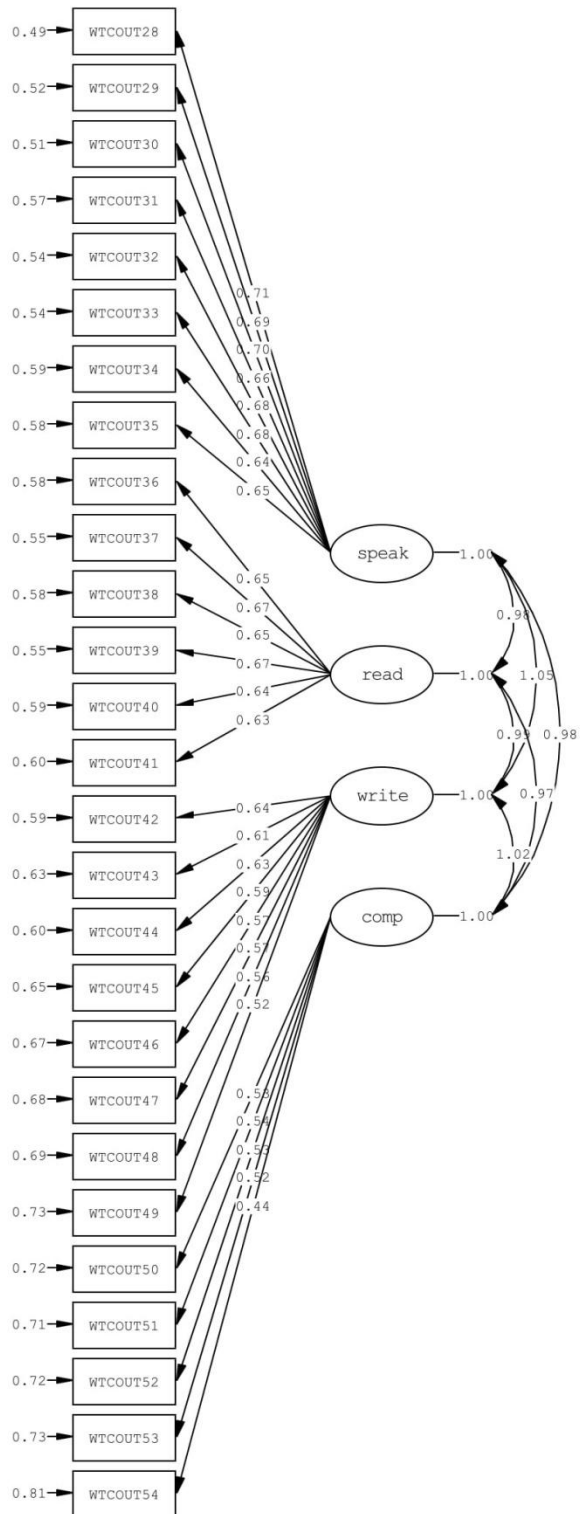 0.49 WTCOUT28
0.52 WTCOUT29
0.51 WTCOUT30
0.57 WTCOUT31
0.54 WTCOUT32
0.71
0.54 WTCOUT33
0.69
0.70
0.59 WTCOUT34
0.66
0.68
0.58 WTCOUT35
0.68
0.64
0.58 WTCOUT36
0.65
0.55 WTCOUT37
speak 1.00
0.65
0.58 WTCOUT38
0.67
0.98
0.65
0.55 WTCOUT39
0.67
read 1.00
1.05
0.98
0.59 WTCOUT40
0.64
0.63
0.99
0.60 WTCOUT41
write 1.00
0.97
0.59 WTCOUT42
0.64
0.61
1.02
0.63 WTCOUT43
0.63
0.59
comp 1.00
0.60 WTCOUT44
0.57
0.57
0.65 WTCOUT45
0.56
0.52
0.67 WTCOUT46
0.68 WTCOUT47
0.53
0.54
0.69 WTCOUT48
0.53
0.52
0.73 WTCOUT49
0.44
0.72 WTCOUT50
0.71 WTCOUT51
0.72 WTCOUT52
0.73 WTCOUT53
0.81 WTCOUT54